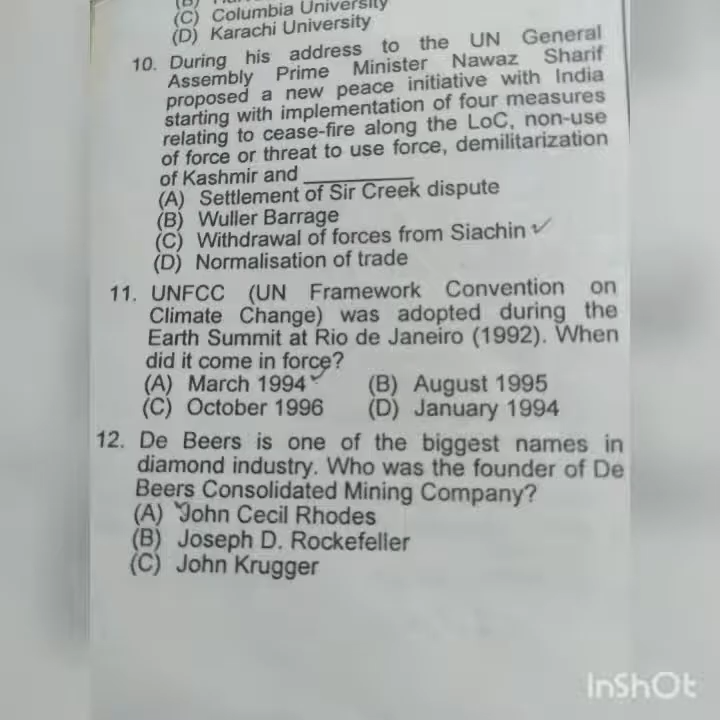 (C) Columbia University
(D) Karachi University
10. During his address to the UN General
Assembly Prime Minister Nawaz Sharif
proposed a new peace initiative with India
starting with implementation of four measures
relating to cease-fire along the LoC, non-use
of force or threat to use force, demilitarization
of Kashmir and ___________
(A) Settlement of Sir Creek dispute
(B) Wuller Barrage
(C) Withdrawal of forces from Siachin ✓
(D) Normalisation of trade
11. UNFCC (UN Framework Convention on
Climate Change) was adopted during the
Earth Summit at Rio de Janeiro (1992). When
did it come in force?
(A) March 1994 (B) August 1995
(C) October 1996 (D) January 1994
12. De Beers is one of the biggest names in
diamond industry. Who was the founder of De
Beers Consolidated Mining Company?
(A) John Cecil Rhodes
(B) Joseph D. Rockefeller
(C) John Krugger
InShOt